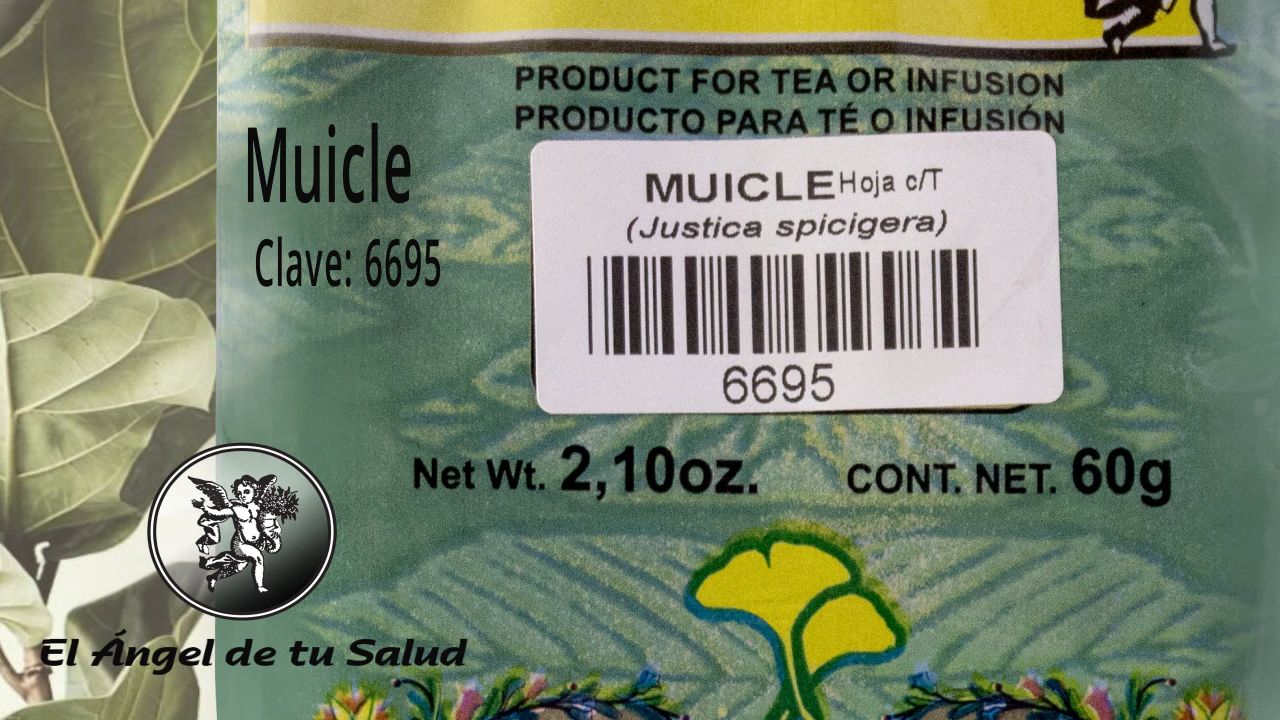 PRODUCT FOR TEA OR INFUSION
PRODUCTO PARA TÉ O INFUSIÓN
Muicle
Clave: 6695
MUICLE Hoja c/T
(Justica spicigera)
6695
Net Wt. 2,10oz. CONT. NET. 60g
El Ángel de tu Salud